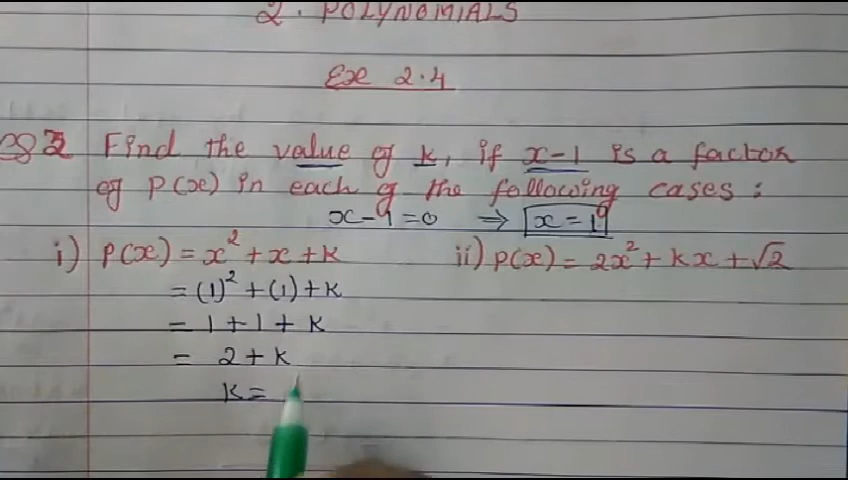 2. POLYNOMIALS
Ex 2.4
Find the value of k, if x-1 is a factor
of P(x) in each of the following cases:
x-1=0 ⇒ x=1
i) P(x) = x² + x + k
= (1)² + (1) + k
= 1 + 1 + k
= 2 + k
k =
ii) P(x) = 2x² + kx + √2